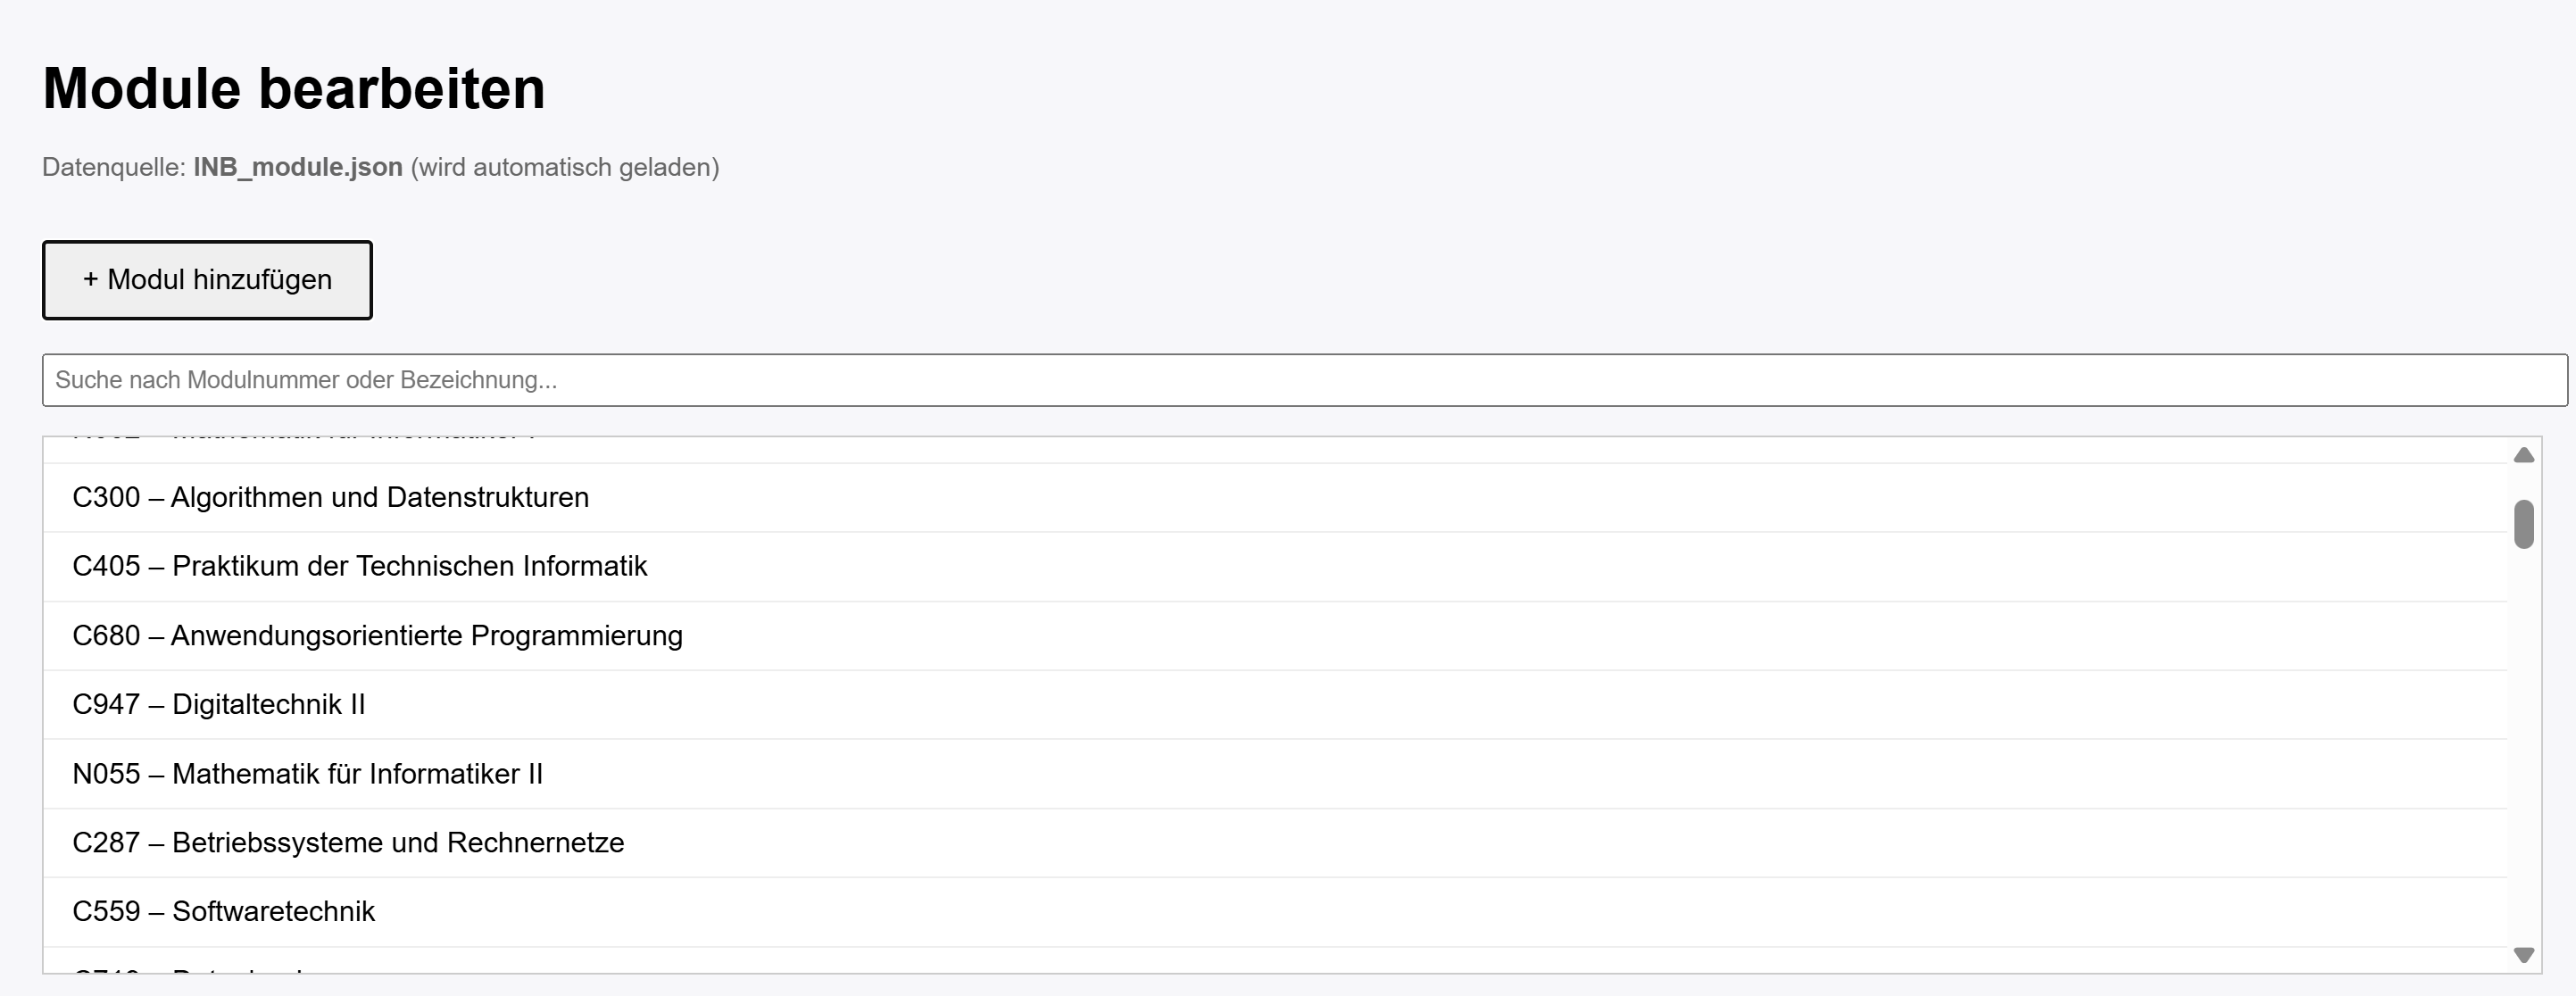 Module bearbeiten
Datenquelle: INB_module.json (wird automatisch geladen)
+ Modul hinzufügen
Suche nach Modulnummer oder Bezeichnung...
C300 – Algorithmen und Datenstrukturen
C405 – Praktikum der Technischen Informatik
C680 – Anwendungsorientierte Programmierung
C947 – Digitaltechnik II
N055 – Mathematik für Informatiker II
C287 – Betriebssysteme und Rechnernetze
C559 – Softwaretechnik